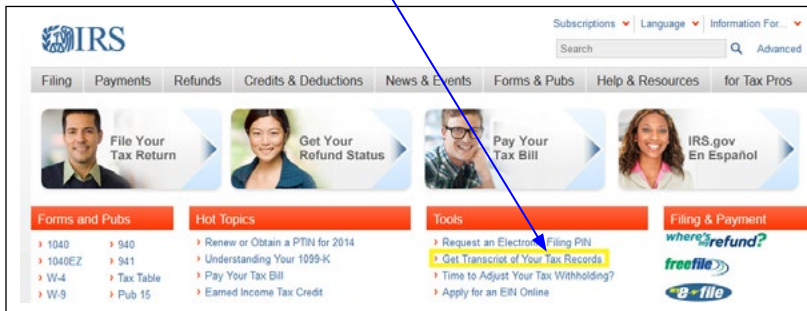 Subscriptions Language Information For...
IRS
Search Advanced
Filing Payments Refunds Credits & Deductions News & Events Forms & Pubs Help & Resources for Tax Pros
File Your
Tax Return
Get Your
Refund Status
Pay Your
Tax Bill
IRS.gov
En Español
Forms and Pubs
1040 940
1040EZ 941
W-4 Tax Table
W-9 Pub 15
Hot Topics
Renew or Obtain a PTIN for 2014
Understanding Your 1099-K
Pay Your Tax Bill
Earned Income Tax Credit
Tools
Request an Electronic Filing PIN
Get Transcript of Your Tax Records
Time to Adjust Your Tax Withholding?
Apply for an EIN Online
Filing & Payment
where's my refund?
freefile
e-file